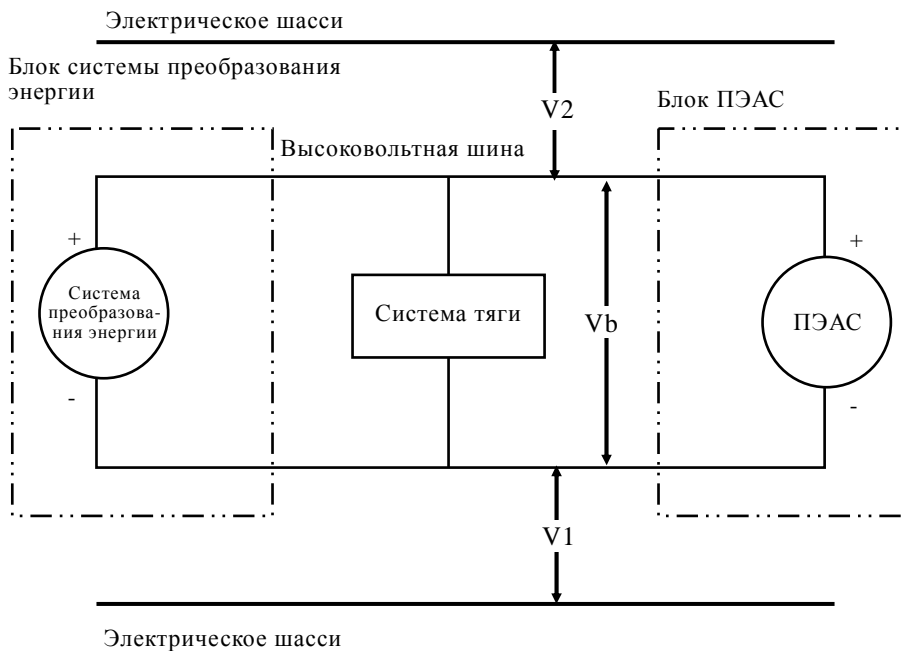 Электрическое шасси
Блок системы преобразования
энергии
V2
Блок ПЭАС
Высоковольтная шина
+
+
Система
преобразова-
ния энергии
Система тяги
Vb
ПЭАС
-
-
V1
Электрическое шасси